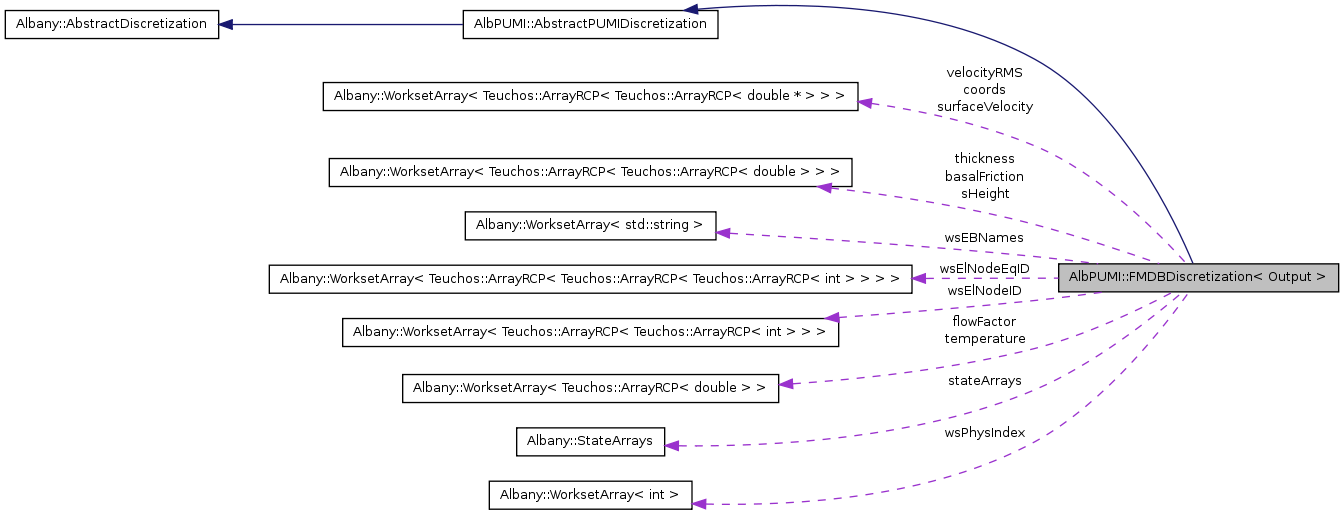 Albany::AbstractDiscretization
AlbPUMI::AbstractPUMIDiscretization
velocityRMS
coords
surfaceVelocity
Albany::WorksetArray< Teuchos::ArrayRCP< Teuchos::ArrayRCP< double * > > >
thickness
basalFriction
sHeight
Albany::WorksetArray< Teuchos::ArrayRCP< Teuchos::ArrayRCP< double > > >
Albany::WorksetArray< std::string >
wsEBNames
Albany::WorksetArray< Teuchos::ArrayRCP< Teuchos::ArrayRCP< Teuchos::ArrayRCP< int > > > >
wsElNodeEqID
AlbPUMI::FMDBDiscretization< Output >
wsElNodeID
Albany::WorksetArray< Teuchos::ArrayRCP< Teuchos::ArrayRCP< int > > >
flowFactor
temperature
Albany::WorksetArray< Teuchos::ArrayRCP< double > >
stateArrays
Albany::StateArrays
wsPhysIndex
Albany::WorksetArray< int >